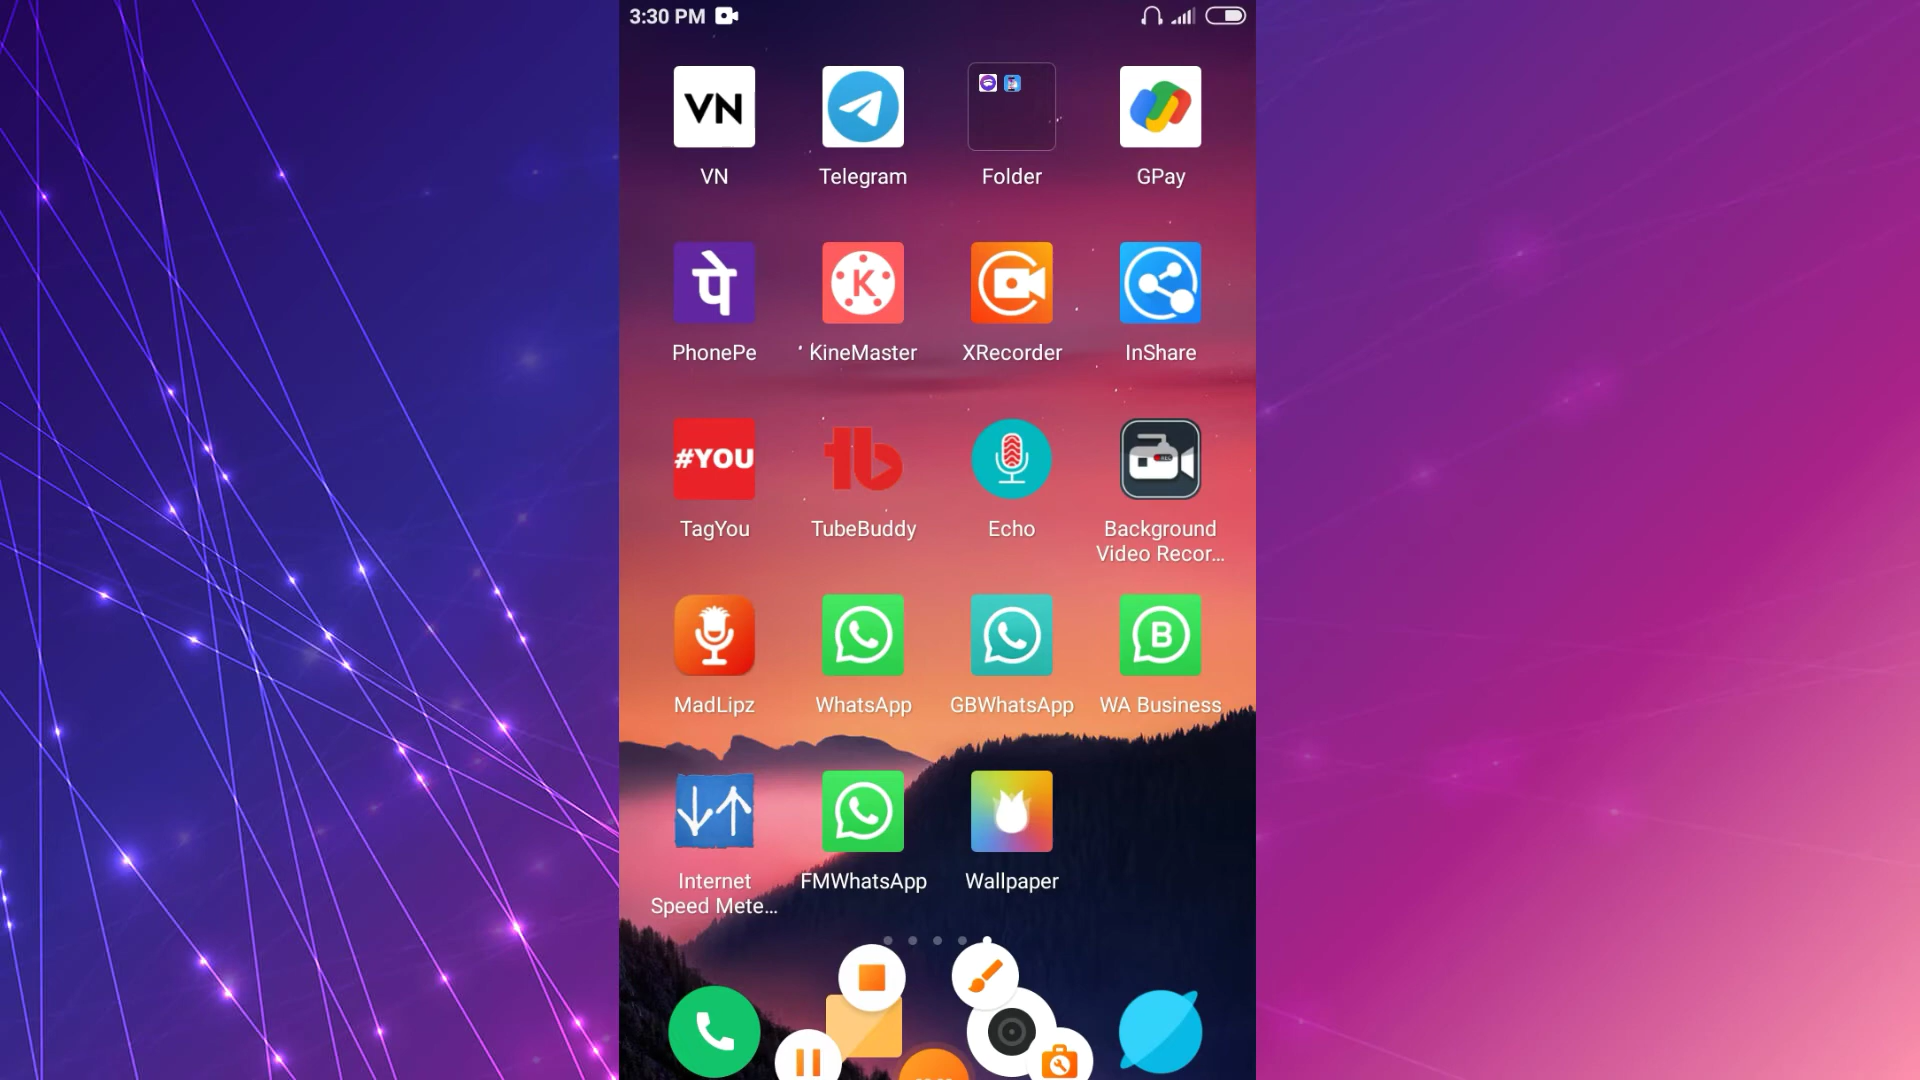 3:30 PM
VN
VN
Telegram
Folder
GPay
पे
K
PhonePe
KineMaster
XRecorder
InShare
#YOU
tb
TagYou
TubeBuddy
Echo
Background
Video Recor...
B
MadLipz
WhatsApp
GBWhatsApp
WA Business
Internet
Speed Mete...
FMWhatsApp
Wallpaper